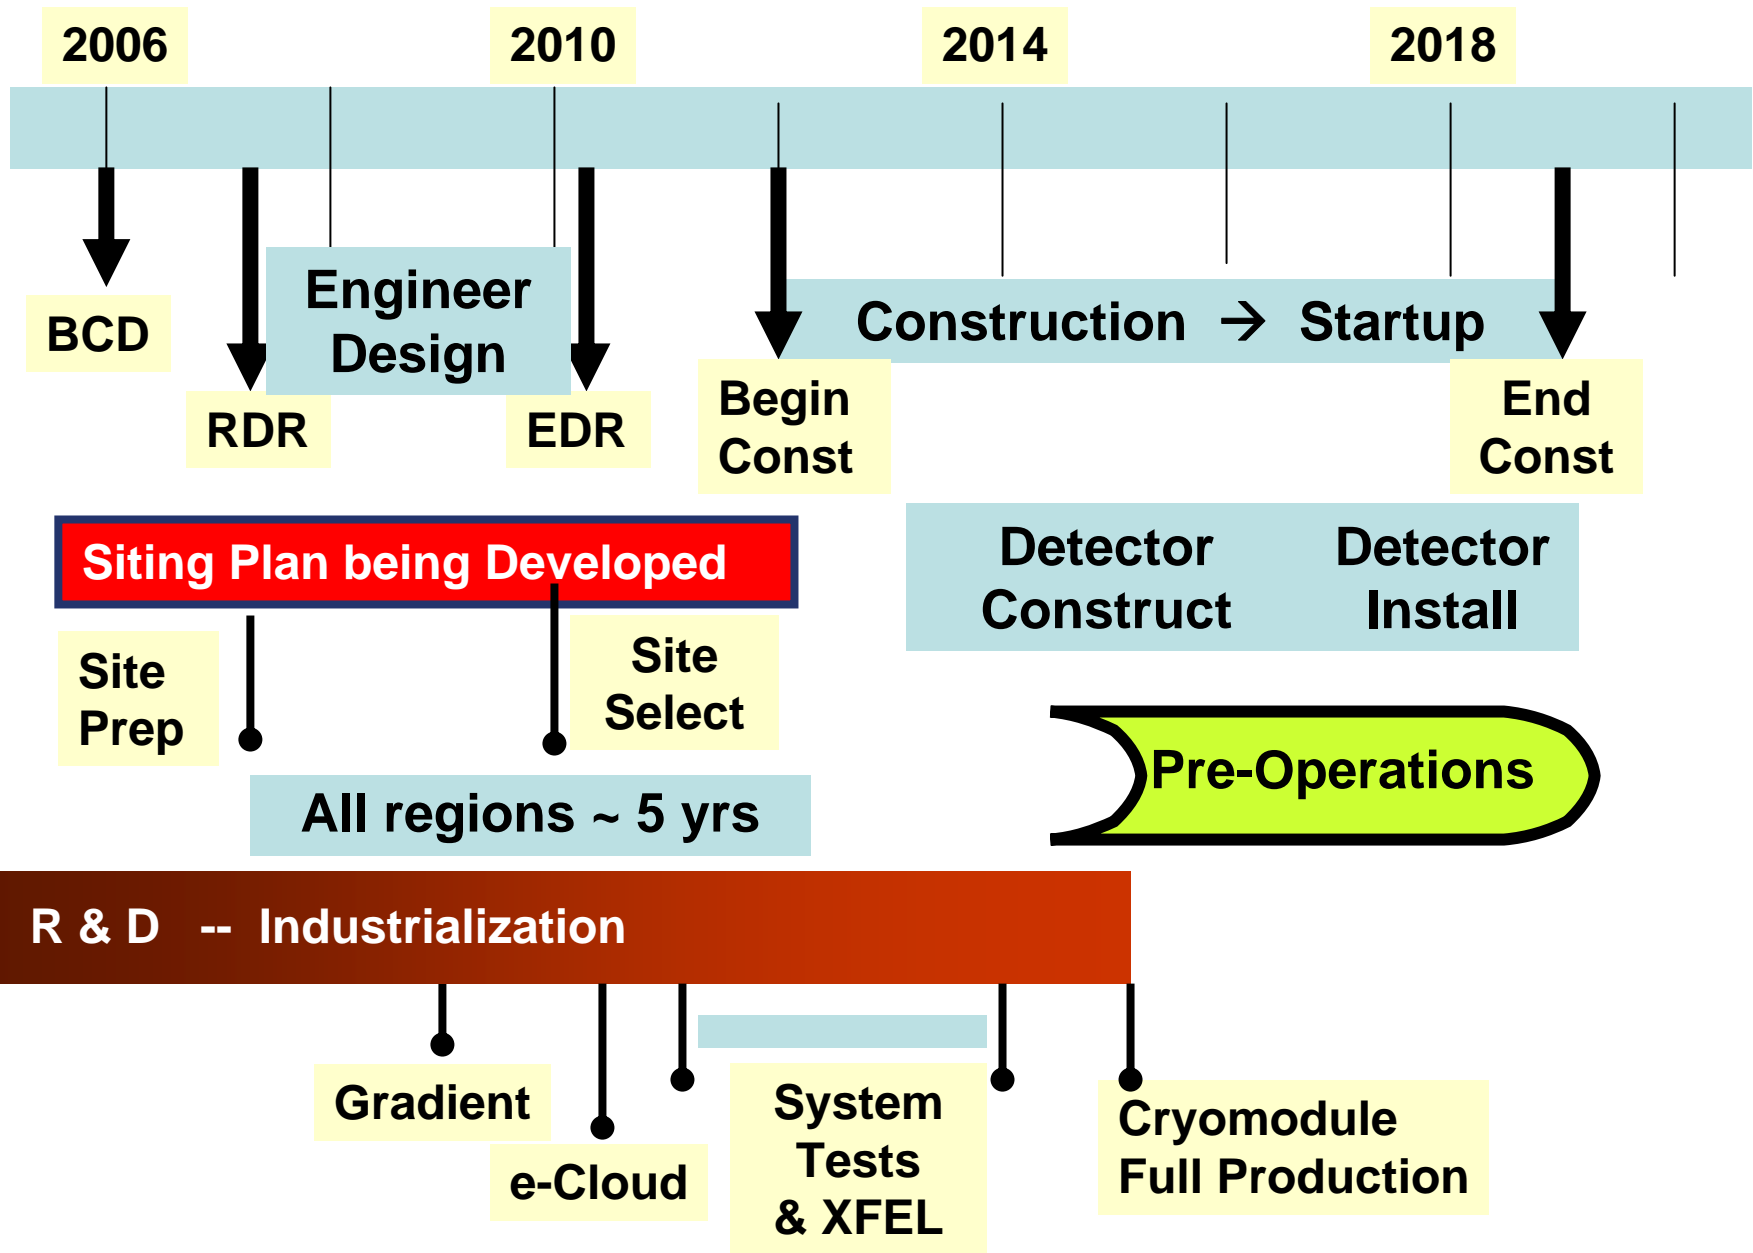 2006
2010
2014
2018
BCD
Engineer
Design
RDR
EDR
Construction → Startup
Begin
Const
End
Const
Siting Plan being Developed
Detector
Construct
Detector
Install
Site
Prep
Site
Select
Pre-Operations
All regions ~ 5 yrs
R & D -- Industrialization
Gradient
e-Cloud
System
Tests
& XFEL
Cryomodule
Full Production